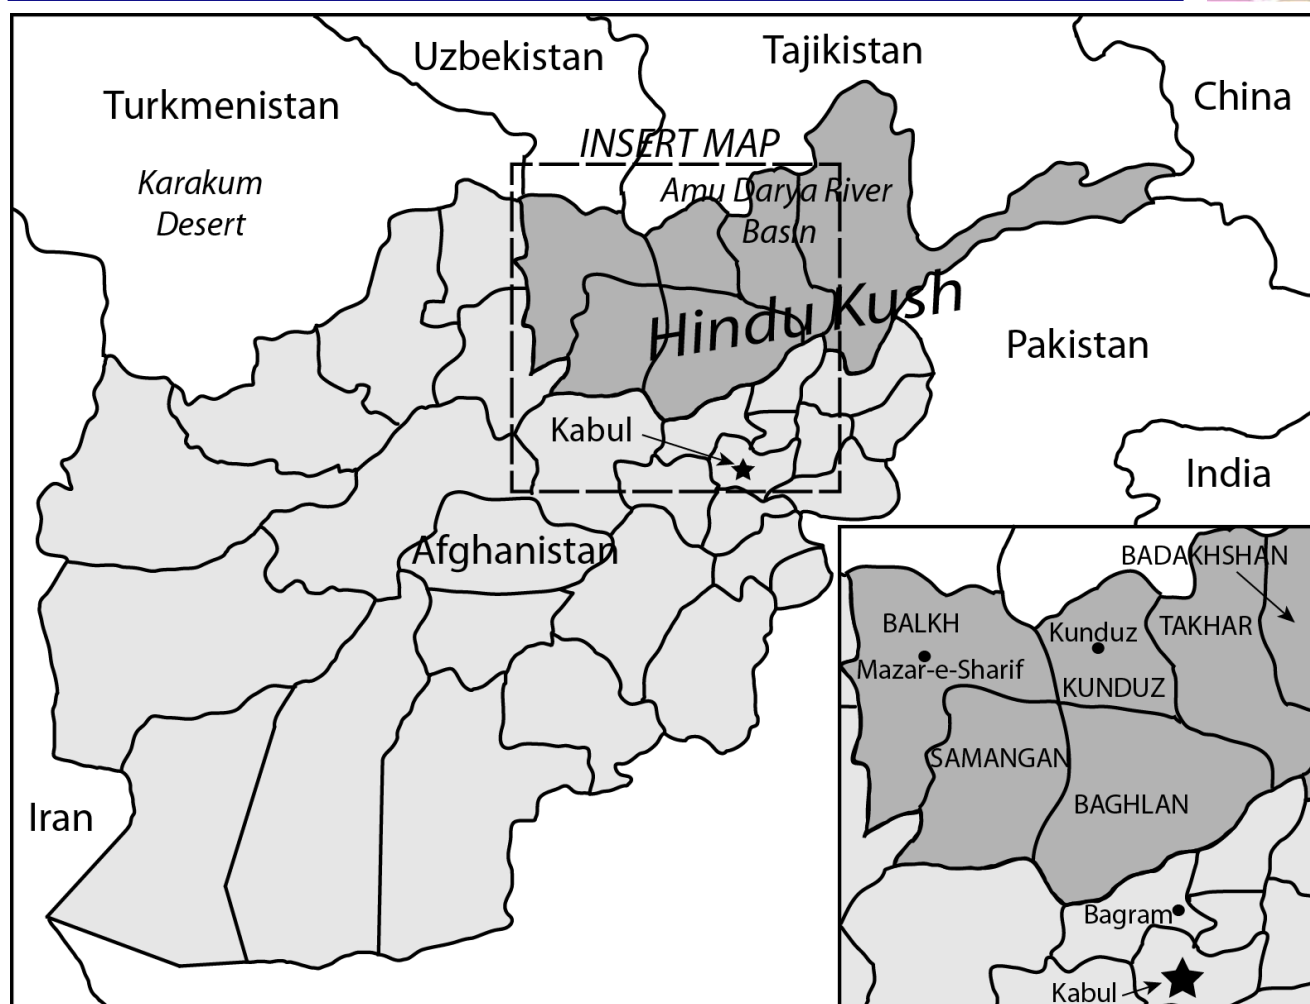 Uzbekistan
Tajikistan
China
Turkmenistan
INSERT MAP
Karakum
Desert
Amu Darya River
Basin
Hindu Kush
Pakistan
Kabul
India
Afghanistan
Iran
BADAKHSHAN
BALKH
Kunduz
TAKHAR
Mazar-e-Sharif
KUNDUZ
SAMANGAN
BAGHLAN
Bagram
Kabul